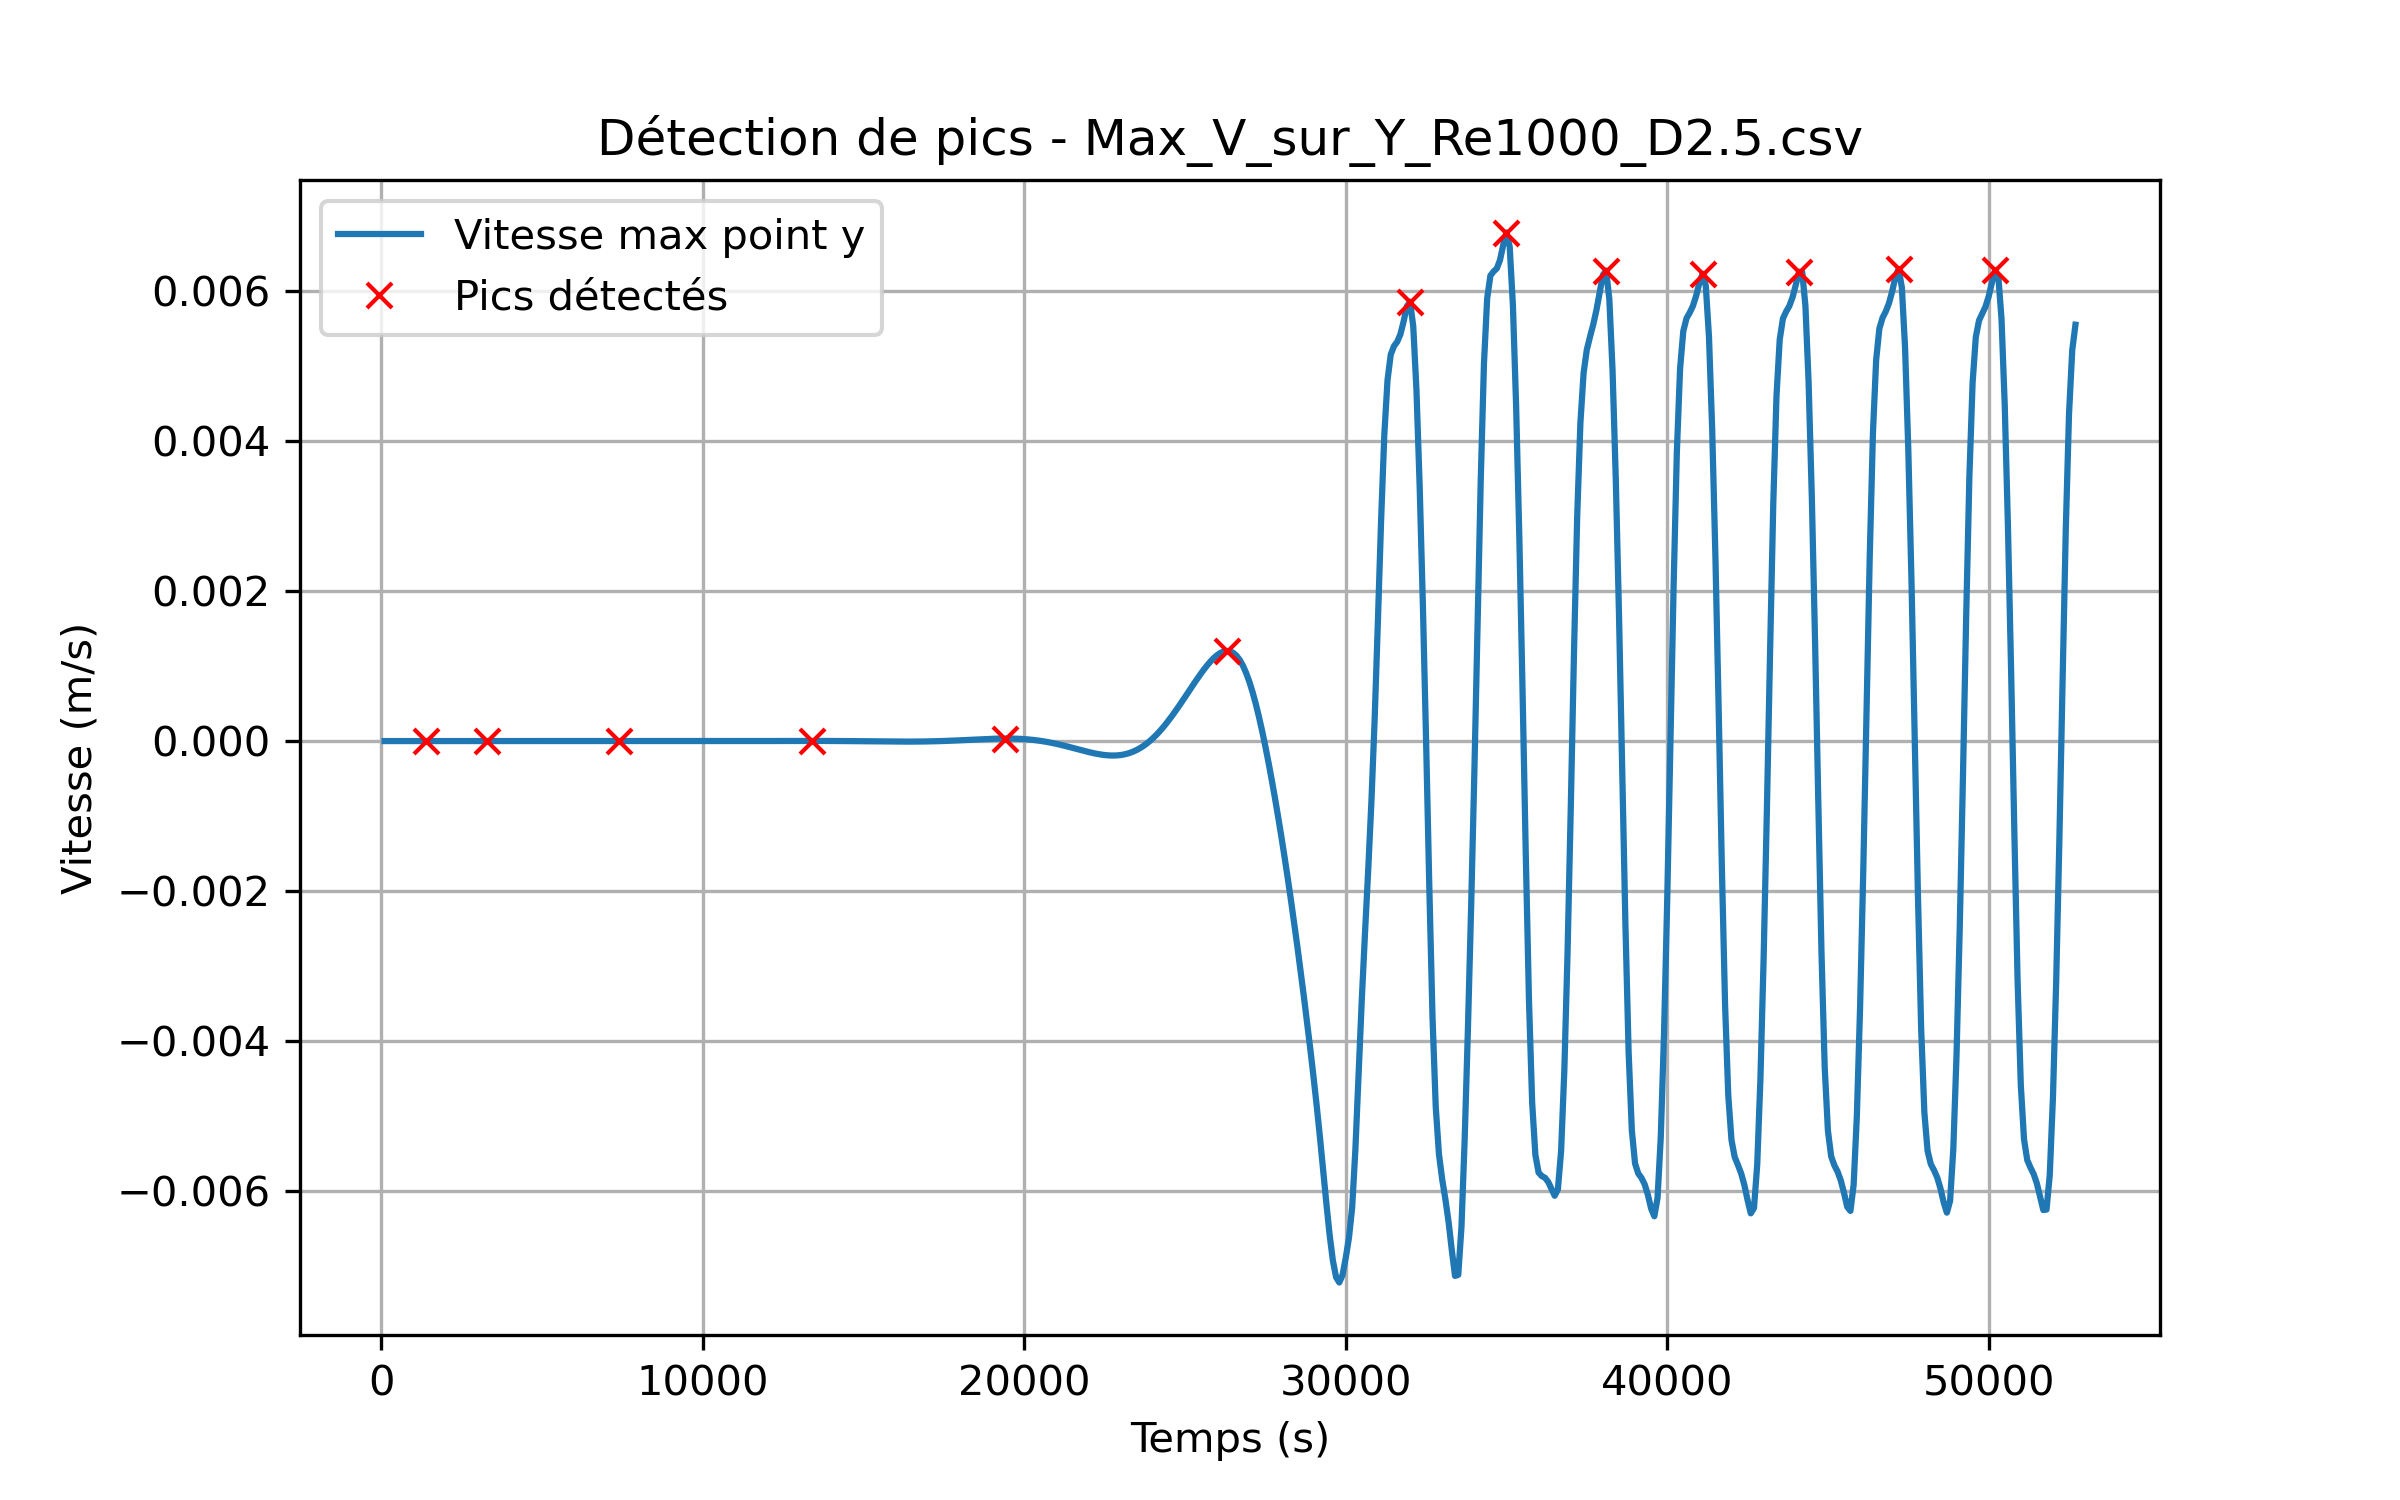 Détection de pics - Max_V_sur_Y_Re1000_D2.5.csv
Vitesse max point y
Pics détectés
0.006
0.004
0.002
0.000
−0.002
−0.004
−0.006
Vitesse (m/s)
0 10000 20000 30000 40000 50000
Temps (s)